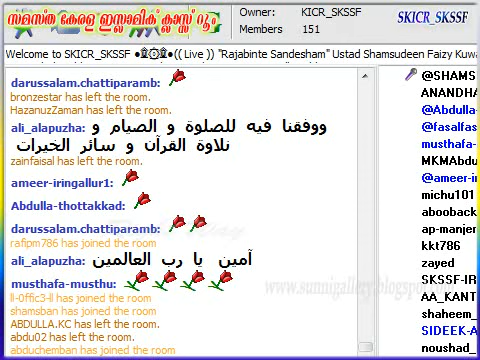 സമസ്ത കേരള ഇസ്ലാമിക് ക്ലാസ്സ് റൂം
Owner: KICR_SKSSF
Members 151
SKICR_SKSSF
Welcome to SKICR_SKSSF ●۩۞۩●(( Live )) "Rajabinte Sandesham" Ustad Shamsudeen Faizy Kuwa
darussalam.chattiparamb:
bronzestar has left the room.
HazanuzZaman has left the room.
ali_alapuzha: ووفقنا فيه للصلوة و الصيام و
تلاوة القرآن و سائر الخيرات
zainfaisal has left the room.
ameer-iringallur1:
Abdulla-thottakkad:
darussalam.chattiparamb:
rafipm786 has joined the room
ali_alapuzha: آمين يا رب العالمين
musthafa-musthu:
ll-0ffic3-ll has joined the room
shamsban has joined the room
ABDULLA.KC has left the room.
abdu02 has left the room.
abduchemban has joined the room
@SHAMS
ANANDHA
@Abdulla-
@fasalfas
musthafa-
MKMAbdu
@ameer-ir
michu101
abooback
ap-manjer
kkt786
zayed
SKSSF-IR
AA_KANT
shaheem_
SIDEEK-A
noushad_
www.sunnigallery.blogspot.com